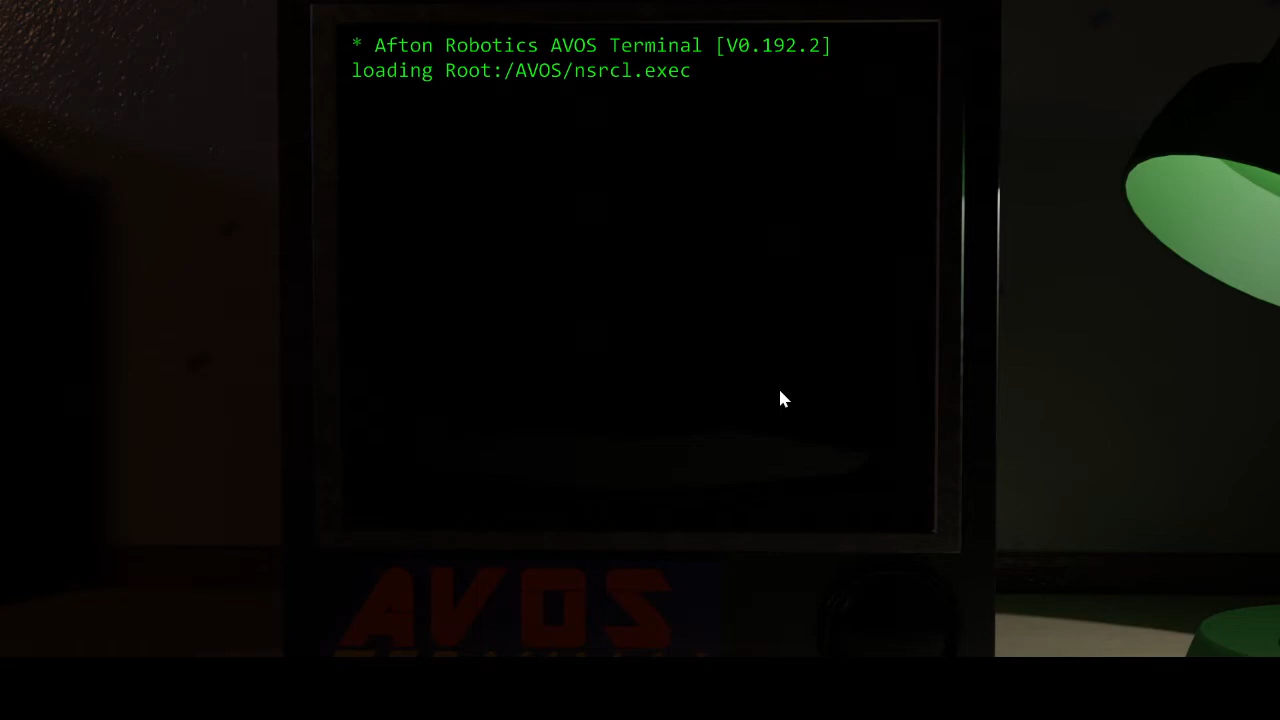 * Afton Robotics AVOS Terminal [V0.192.2]
loading Root:/AVOS/nsrcl.exec
AVOS